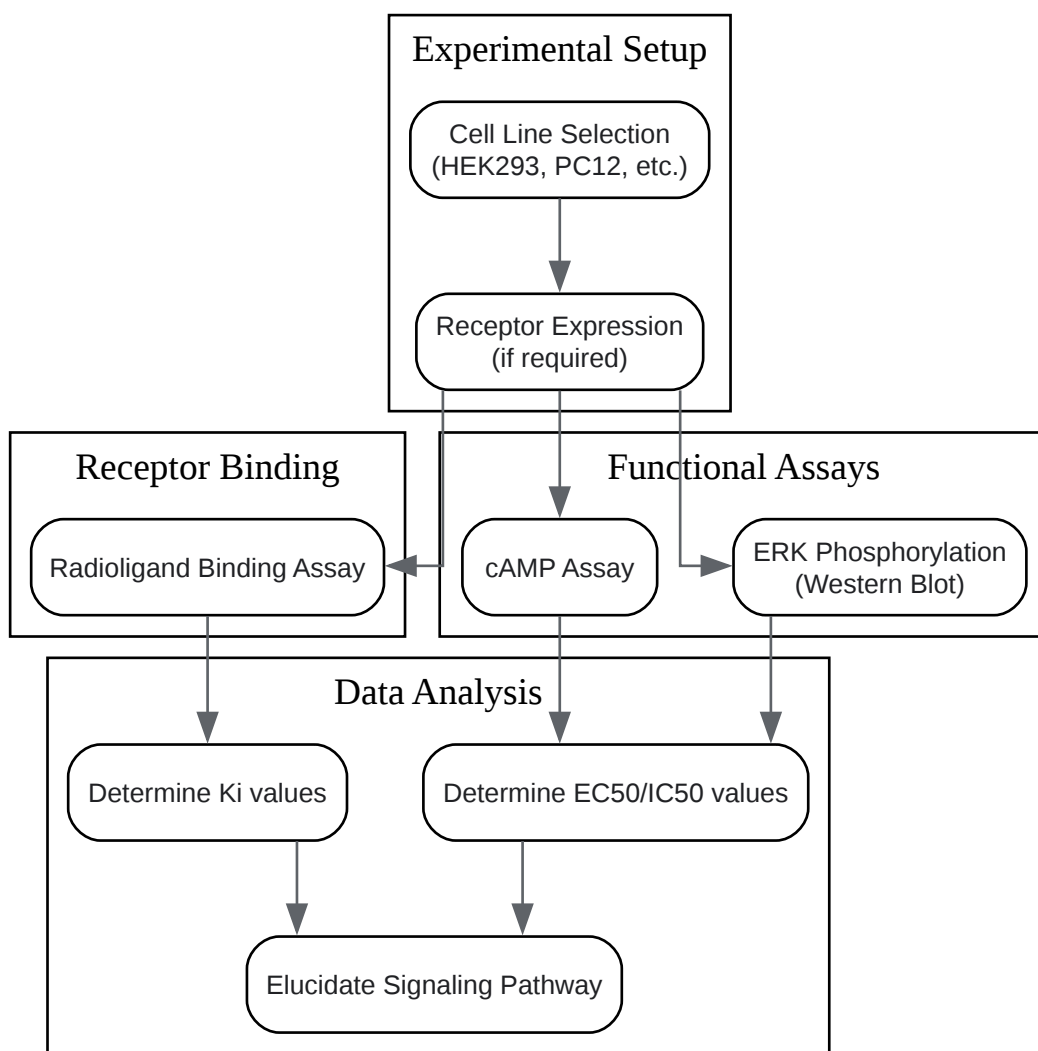 Experimental Setup
Cell Line Selection
(HEK293, PC12, etc.)
Receptor Expression
(if required)
Receptor Binding
Radioligand Binding Assay
Functional Assays
cAMP Assay
ERK Phosphorylation
(Western Blot)
Data Analysis
Determine Ki values
Determine EC50/IC50 values
Elucidate Signaling Pathway